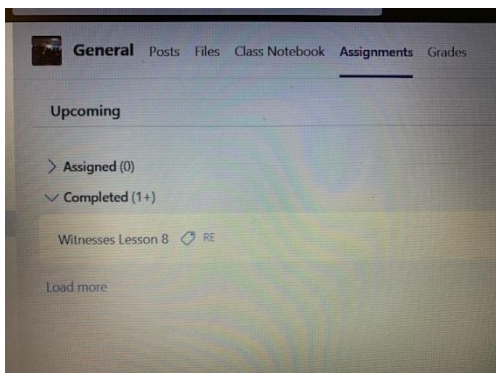 General Posts Files Class Notebook Assignments Grades
Upcoming
Assigned (0)
Completed (1+)
Witnesses Lesson 8 RE
Load more